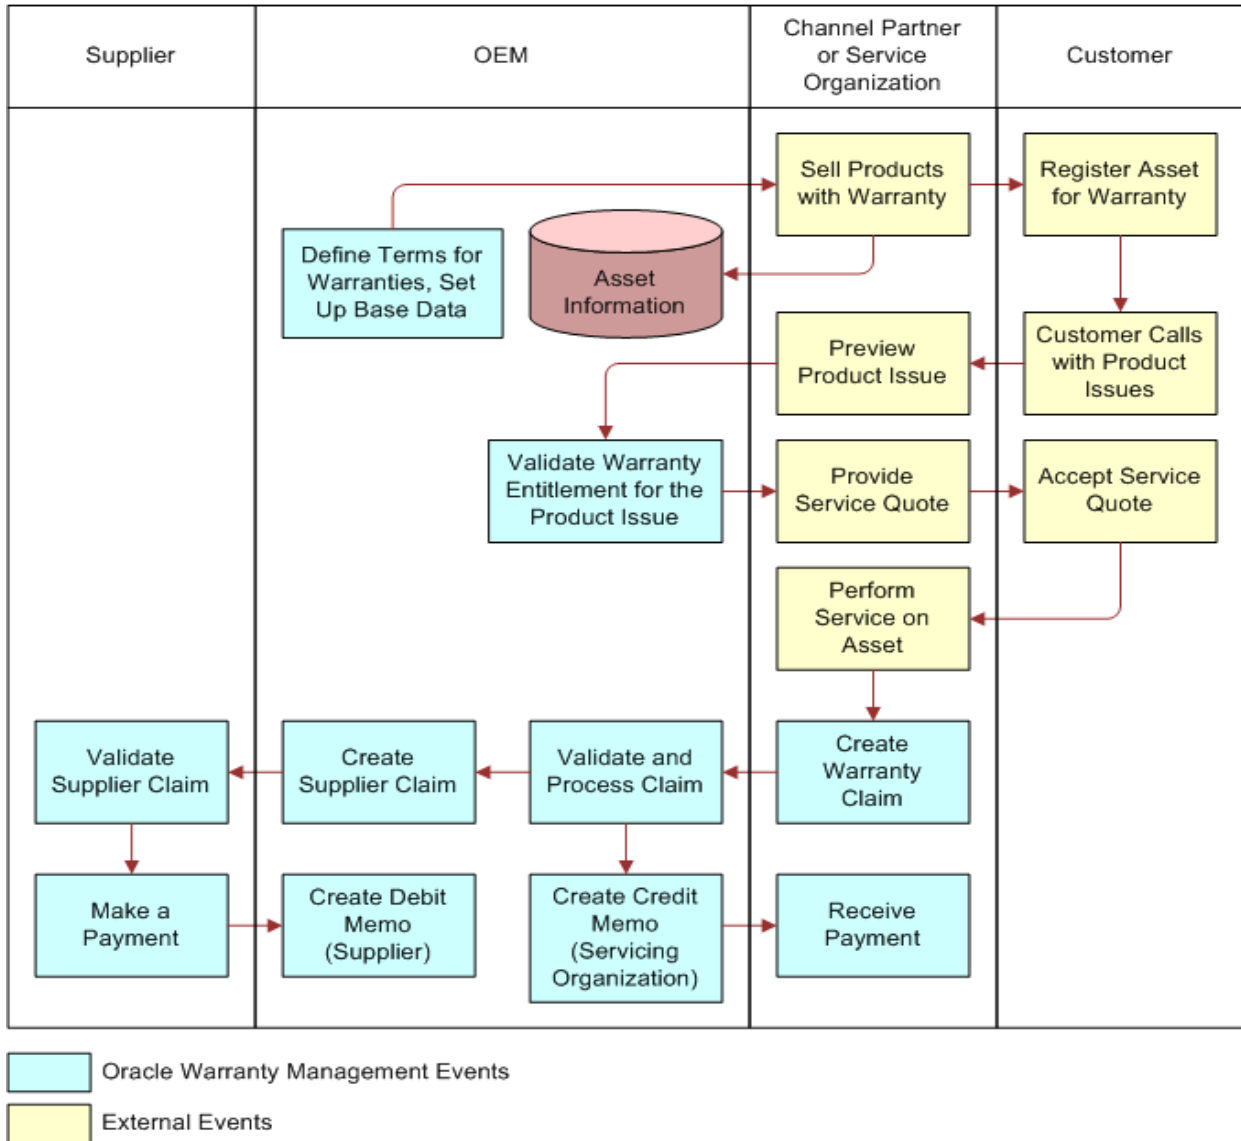 Supplier
OEM
Channel Partner
or Service
Organization
Customer
Sell Products
with Warranty
Register Asset
for Warranty
Define Terms for
Warranties, Set
Up Base Data
Asset
Information
Preview
Product Issue
Customer Calls
with Product
Issues
Validate Warranty
Entitlement for the
Product Issue
Provide
Service Quote
Accept Service
Quote
Perform
Service on
Asset
Validate
Supplier Claim
Create
Supplier Claim
Validate and
Process Claim
Create
Warranty
Claim
Make a
Payment
Create Debit
Memo
(Supplier)
Create Credit
Memo
(Servicing
Organization)
Receive
Payment
Oracle Warranty Management Events
External Events